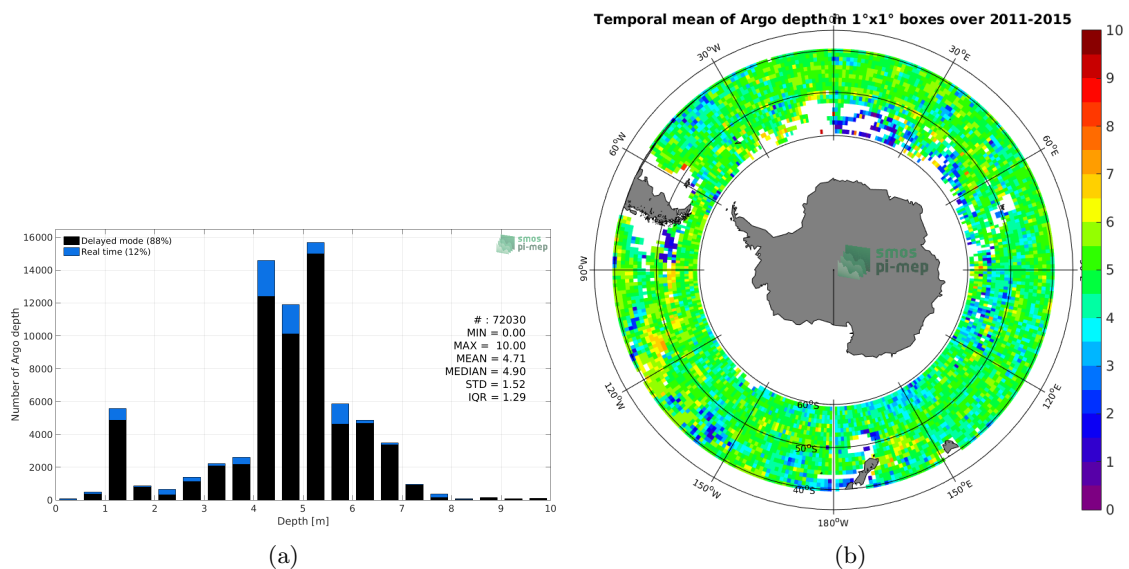 Temporal mean of Argo depth in 1°x1° boxes over 2011-2015
30°W
30°E
60°W
60°E
90°W
120°W
120°E
150°W
150°E
180°W
60°S
50°S
40°S
smos
pi-mep
10
9
8
7
6
5
4
3
2
1
0
Delayed mode (88%)
Real time (12%)
smos
pi-mep
# : 72030
MIN = 0.00
MAX = 10.00
MEAN = 4.71
MEDIAN = 4.90
STD = 1.52
IQR = 1.29
Number of Argo depth
16000
14000
12000
10000
8000
6000
4000
2000
0
0 1 2 3 4 5 6 7 8 9 10
Depth [m]
(a)
(b)